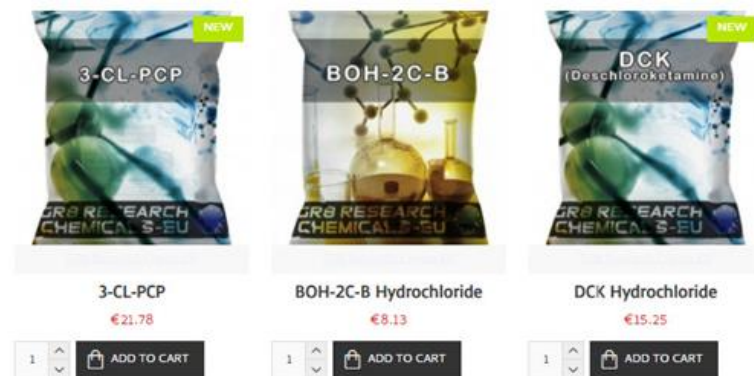 NEW
3-CL-PCP
GR8 RESEARCH
CHEMICALS-EU
3-CL-PCP
€21.78
1
ADD TO CART
BOH-2C-B
GR8 RESEARCH
CHEMICALS-EU
BOH-2C-B Hydrochloride
€8.13
1
ADD TO CART
NEW
DCK
(Deschloroketamine)
GR8 RESEARCH
CHEMICALS-EU
DCK Hydrochloride
€15.25
1
ADD TO CART